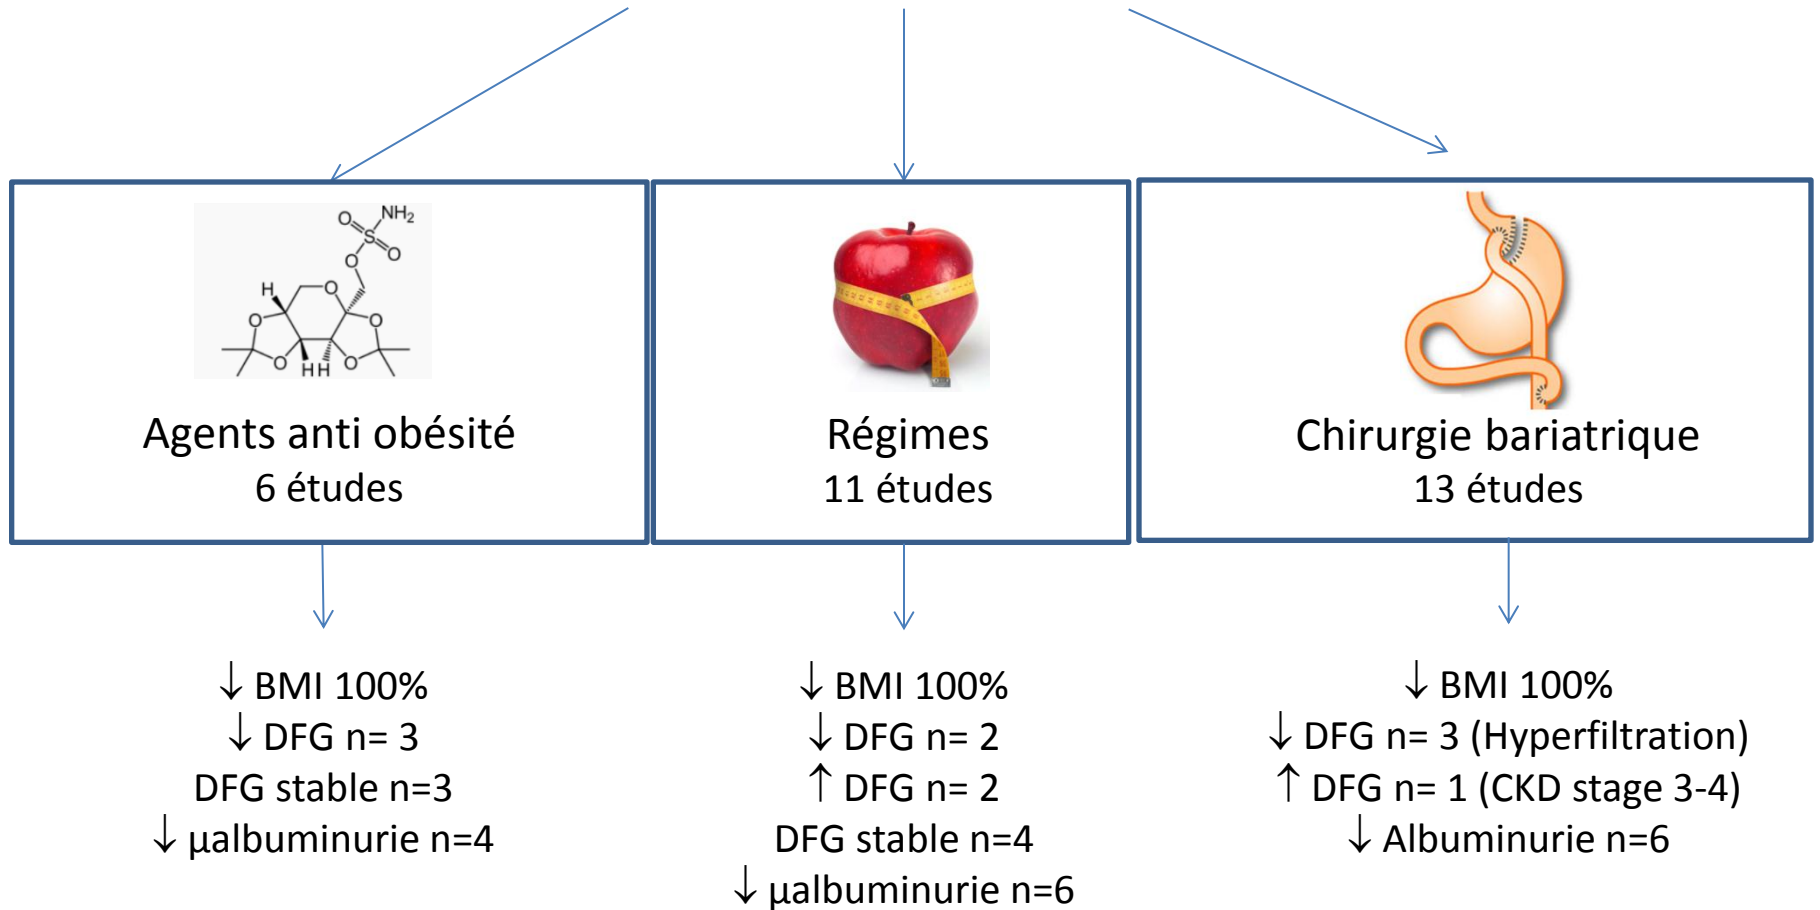 NH2
O
S
O
O
H
O
O
O
O
O
H H
Agents anti obésité
6 études
Régimes
11 études
Chirurgie bariatrique
13 études
↓ BMI 100%
↓ DFG n= 3
DFG stable n=3
↓ µalbuminurie n=4
↓ BMI 100%
↓ DFG n= 2
↑ DFG n= 2
DFG stable n=4
↓ µalbuminurie n=6
↓ BMI 100%
↓ DFG n= 3 (Hyperfiltration)
↑ DFG n= 1 (CKD stage 3-4)
↓ Albuminurie n=6